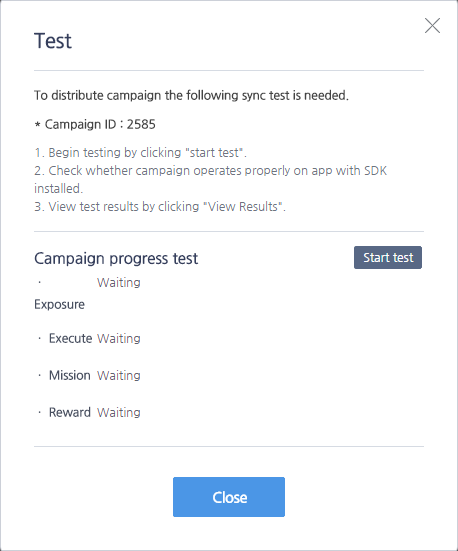 Test
To distribute campaign the following sync test is needed.
* Campaign ID : 2585
1. Begin testing by clicking "start test".
2. Check whether campaign operates properly on app with SDK
installed.
3. View test results by clicking "View Results".
Campaign progress test
Start test
· Waiting
Exposure
· Execute Waiting
· Mission Waiting
· Reward Waiting
Close